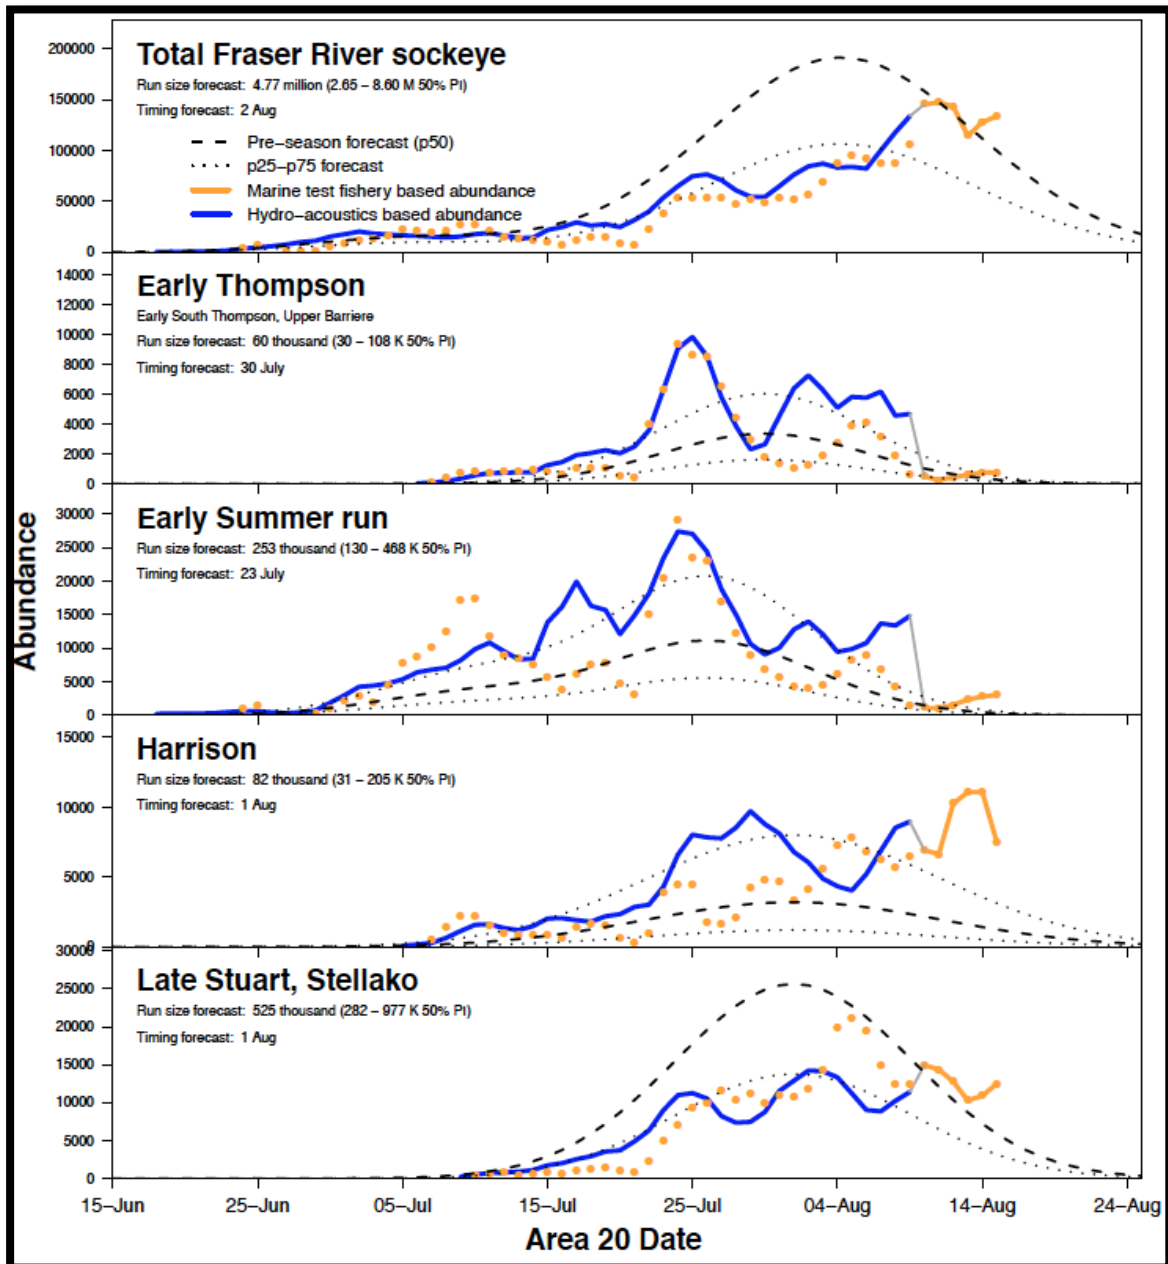 Total Fraser River sockeye
Run size forecast: 4.77 million (2.65 – 8.60 M 50% PI)
Timing forecast: 2 Aug
Pre-season forecast (p50)
p25–p75 forecast
Marine test fishery based abundance
Hydro-acoustics based abundance
200000
150000
100000
50000
0
Early Thompson
Early South Thompson, Upper Barriere
Run size forecast: 60 thousand (30 – 108 K 50% PI)
Timing forecast: 30 July
14000
12000
10000
8000
6000
4000
2000
0
Early Summer run
Run size forecast: 253 thousand (130 – 468 K 50% PI)
Timing forecast: 23 July
30000
25000
20000
15000
10000
5000
0
Abundance
Harrison
Run size forecast: 82 thousand (31 – 205 K 50% PI)
Timing forecast: 1 Aug
15000
10000
5000
0
Late Stuart, Stellako
Run size forecast: 525 thousand (282 – 977 K 50% PI)
Timing forecast: 1 Aug
30000
25000
20000
15000
10000
5000
0
15–Jun 25–Jun 05–Jul 15–Jul 25–Jul 04–Aug 14–Aug 24–Aug
Area 20 Date